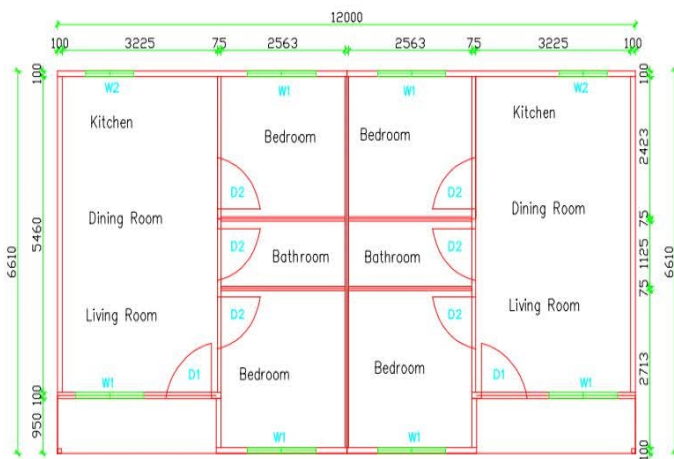 12000
100 3225 75 2563 2563 75 3225 100
100 100
W2 W1 W1 W2
Kitchen Kitchen
Bedroom Bedroom
2423
D2 D2
Dining Room Dining Room
75
6610 5460 6610
D2 D2
1125
Bathroom Bathroom
75
Living Room Living Room
D2 D2
2713
Bedroom Bedroom
D1 D1
W1 W1
100
950
W1 W1
100